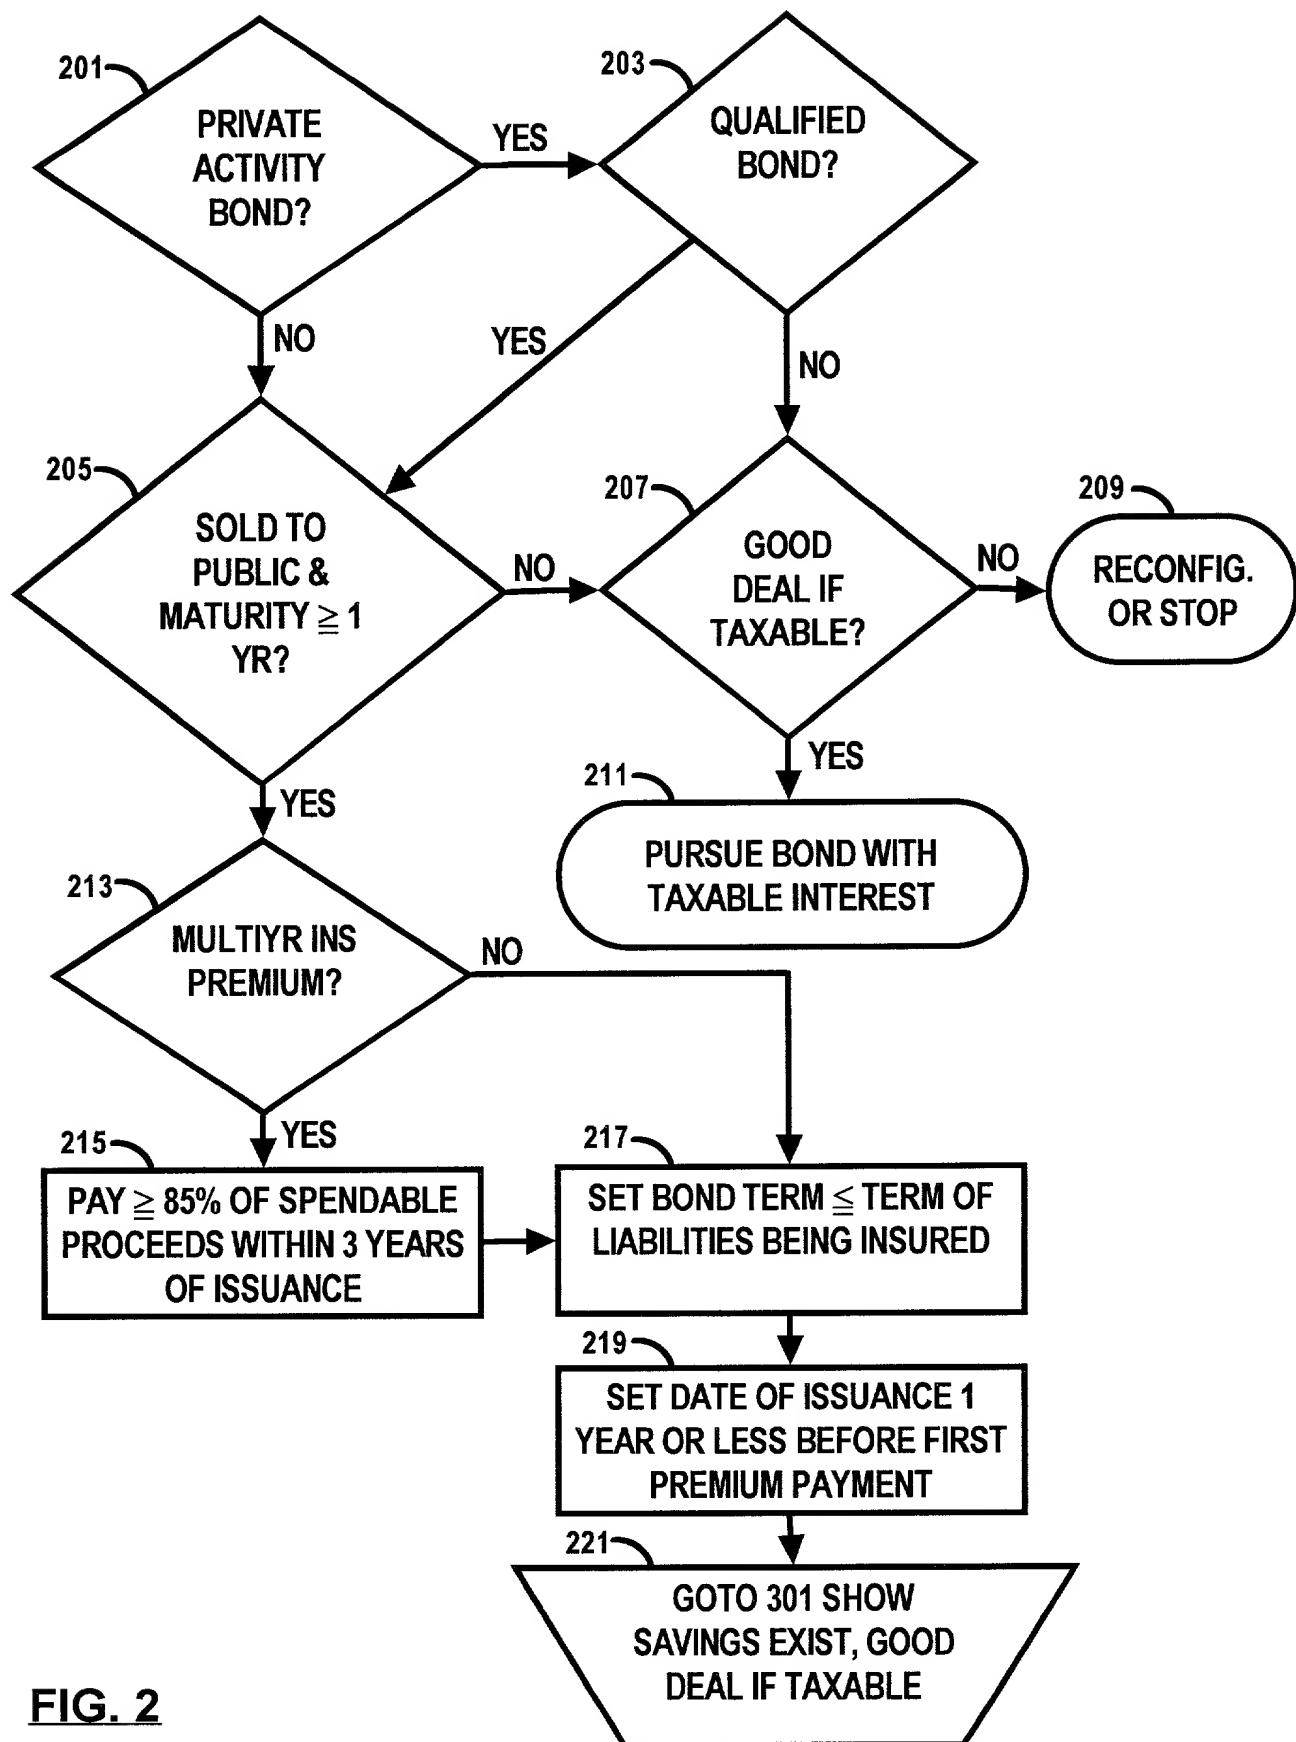 201
PRIVATE
ACTIVITY
BOND?
YES
203
QUALIFIED
BOND?
NO
YES
NO
205
SOLD TO
PUBLIC &
MATURITY ≧ 1
YR?
NO
207
GOOD
DEAL IF
TAXABLE?
NO
209
RECONFIG.
OR STOP
YES
YES
211
PURSUE BOND WITH
TAXABLE INTEREST
213
MULTIYR INS
PREMIUM?
NO
YES
215
PAY ≧ 85% OF SPENDABLE
PROCEEDS WITHIN 3 YEARS
OF ISSUANCE
217
SET BOND TERM ≦ TERM OF
LIABILITIES BEING INSURED
219
SET DATE OF ISSUANCE 1
YEAR OR LESS BEFORE FIRST
PREMIUM PAYMENT
221
GOTO 301 SHOW
SAVINGS EXIST, GOOD
DEAL IF TAXABLE
FIG. 2